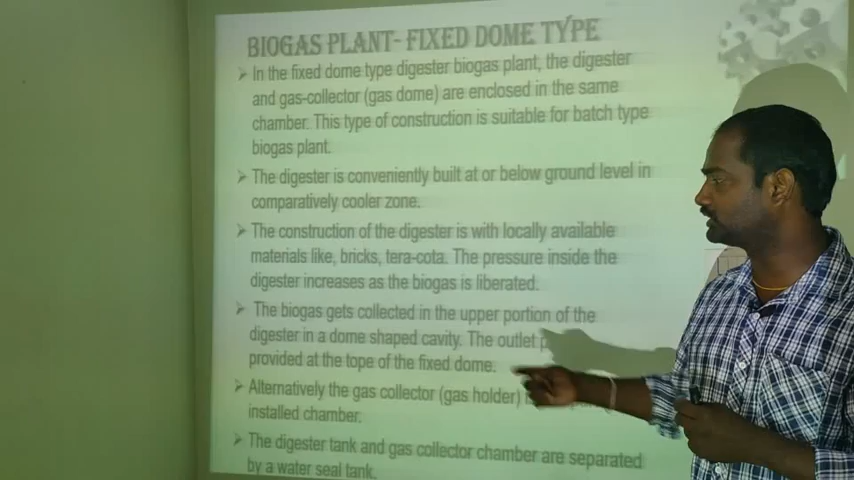 BIOGAS PLANT- FIXED DOME TYPE
➢ In the fixed dome type digester biogas plant, the digester
and gas-collector (gas dome) are enclosed in the same
chamber. This type of construction is suitable for batch type
biogas plant.
➢ The digester is conveniently built at or below ground level in
comparatively cooler zone.
➢ The construction of the digester is with locally available
materials like, bricks, tera-cota. The pressure inside the
digester increases as the biogas is liberated.
➢ The biogas gets collected in the upper portion of the
digester in a dome shaped cavity. The outlet
provided at the tope of the fixed dome.
➢ Alternatively the gas collector (gas holder)
installed chamber.
➢ The digester tank and gas collector chamber are separated
by a water seal tank.